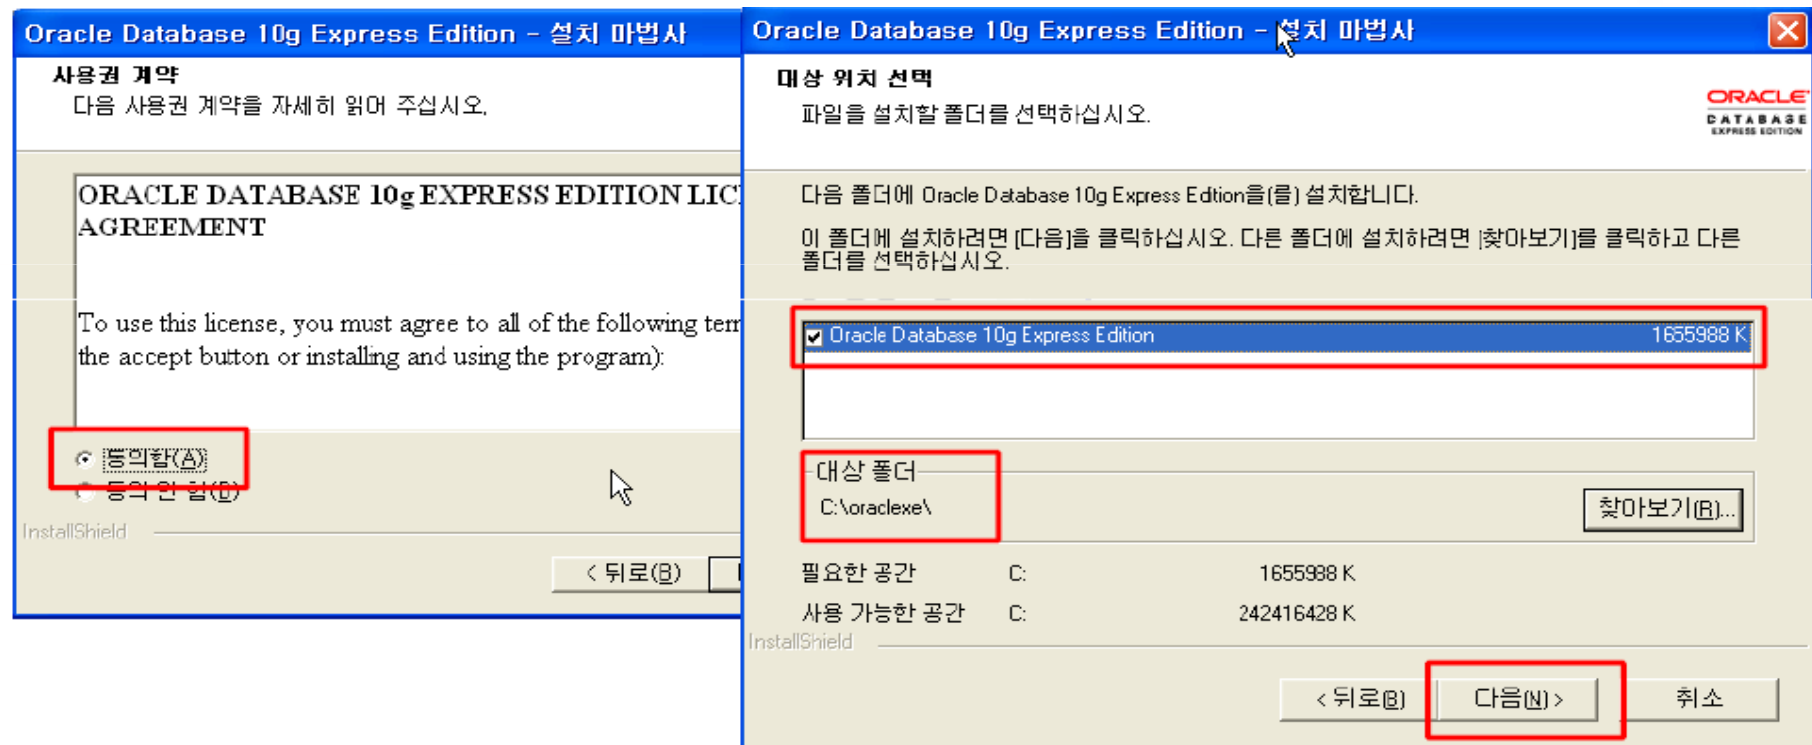 Oracle Database 10g Express Edition - 설치 마법사
사용권 계약
다음 사용권 계약을 자세히 읽어 주십시오.
ORACLE DATABASE 10g EXPRESS EDITION LIC
AGREEMENT
To use this license, you must agree to all of the following ter
the accept button or installing and using the program):
동의함(A)
동의 안 함(D)
InstallShield
< 뒤로(B)
Oracle Database 10g Express Edition - 설치 마법사
대상 위치 선택
파일을 설치할 폴더를 선택하십시오.
ORACLE
DATABASE
EXPRESS EDITION
다음 폴더에 Oracle Database 10g Express Edtion을(를) 설치합니다.
이 폴더에 설치하려면 [다음]을 클릭하십시오. 다른 폴더에 설치하려면 [찾아보기]를 클릭하고 다른
폴더를 선택하십시오.
Oracle Database 10g Express Edition 1655988 K
대상 폴더
C:\oraclexe\
찾아보기(R)...
필요한 공간 C: 1655988 K
사용 가능한 공간 C: 242416428 K
InstallShield
< 뒤로(B) 다음(N) > 취소